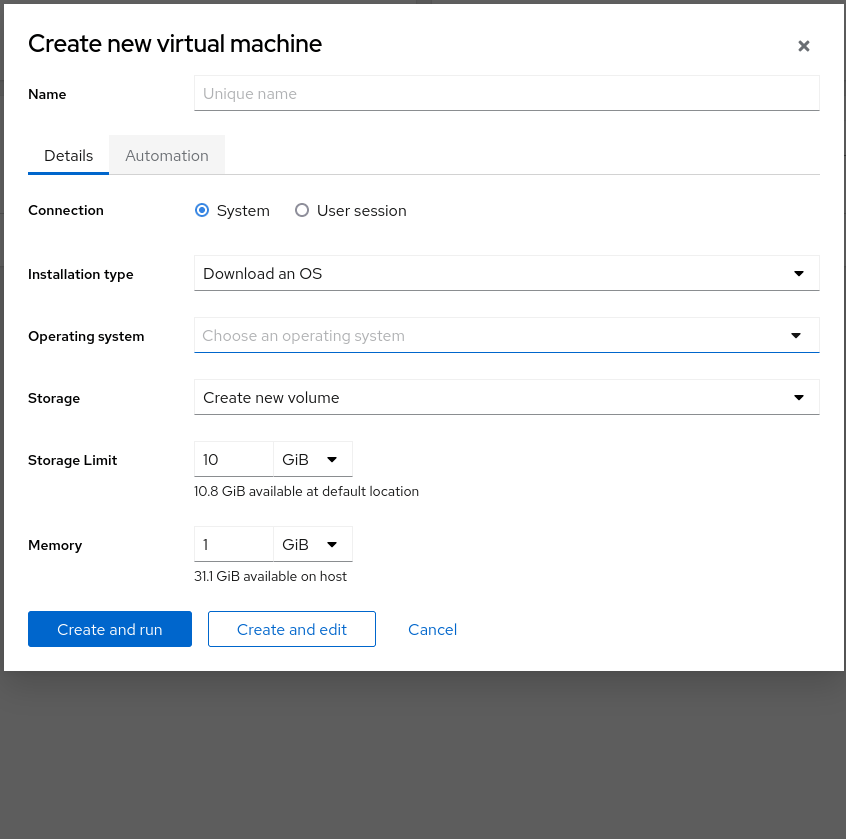 Create new virtual machine
Name Unique name
Details Automation
Connection System User session
Installation type Download an OS
Operating system Choose an operating system
Storage Create new volume
Storage Limit 10 GiB
10.8 GiB available at default location
Memory 1 GiB
31.1 GiB available on host
Create and run Create and edit Cancel